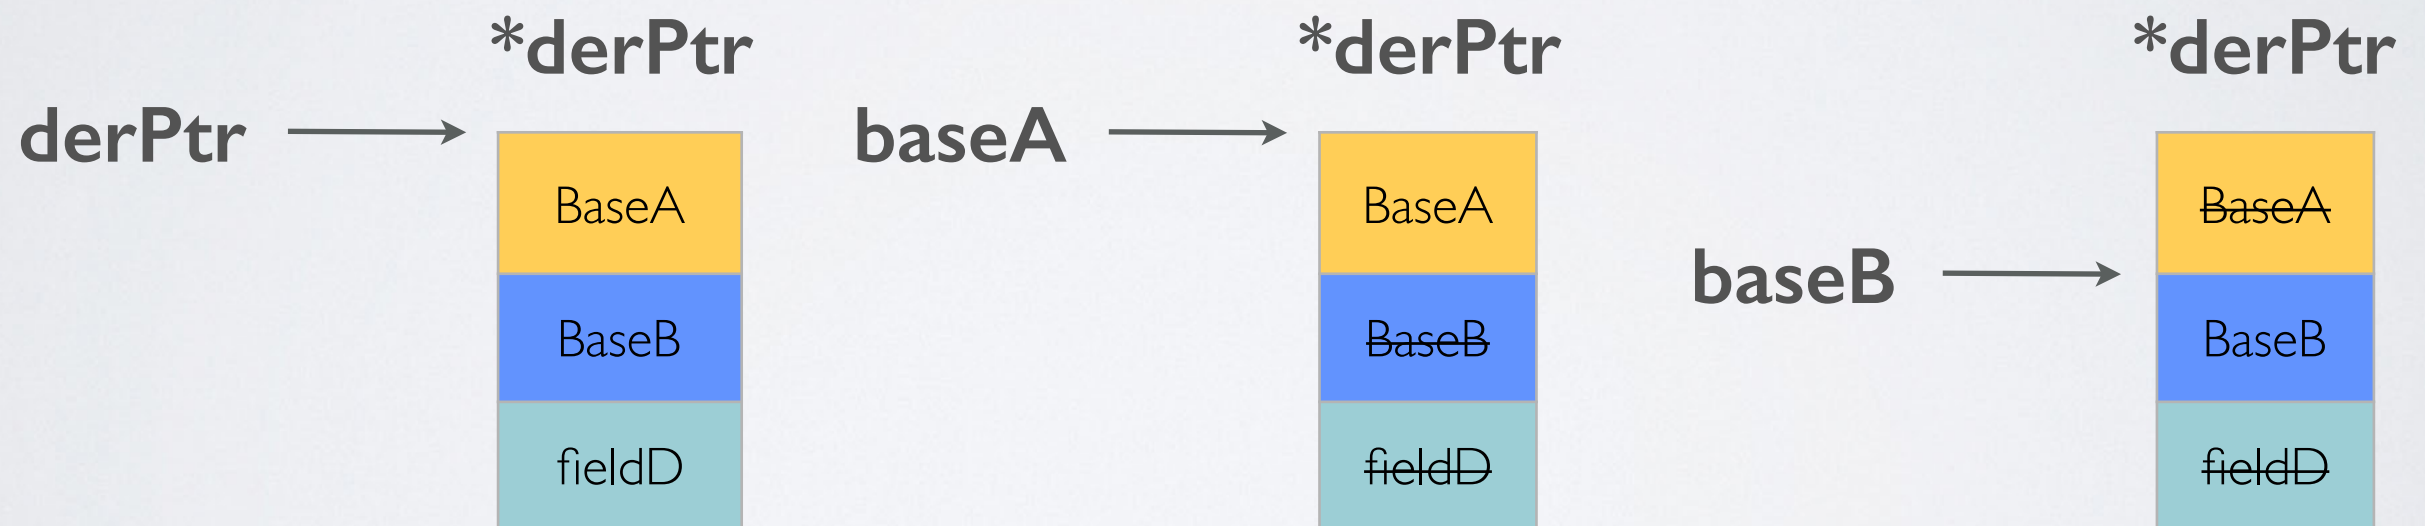 *derPtr
derPtr
BaseA
BaseB
fieldD
*derPtr
baseA
BaseA
BaseB
fieldD
*derPtr
baseB
BaseA
BaseB
fieldD